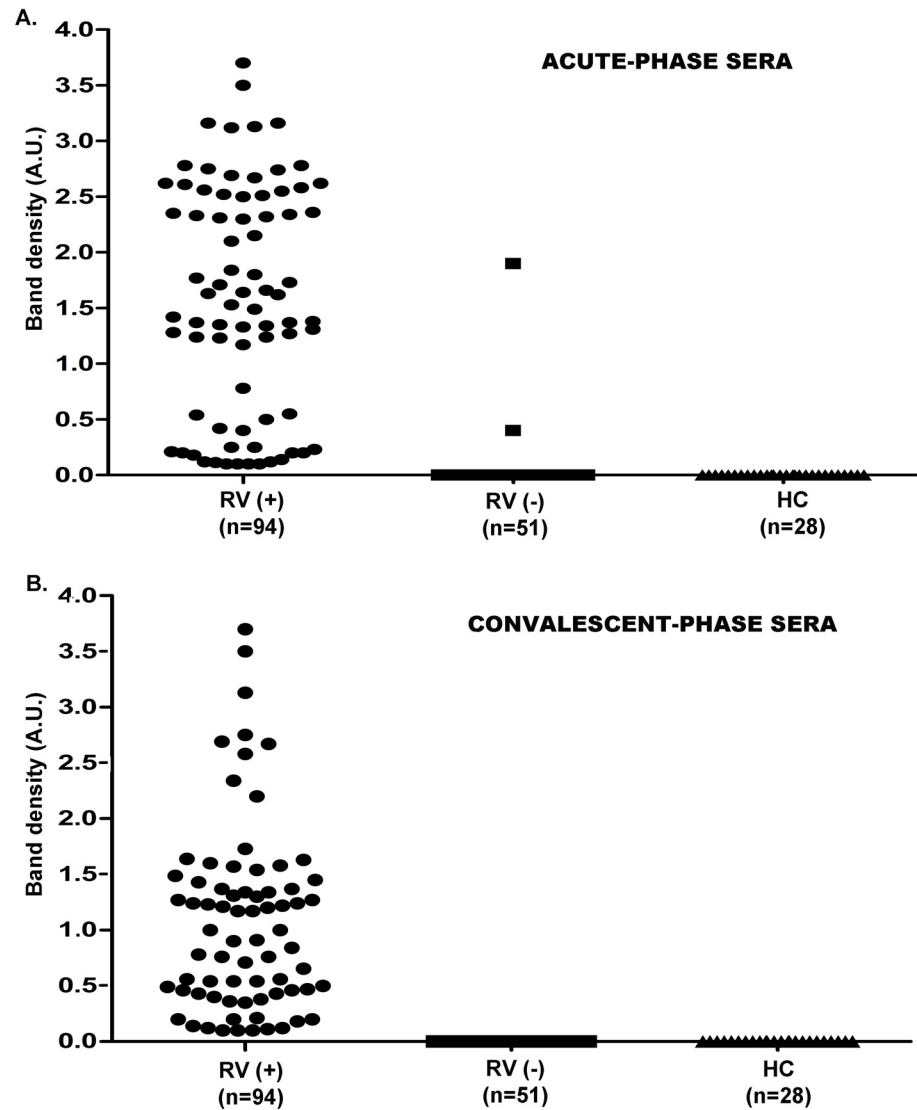 A.
ACUTE-PHASE SERA
Band density (A.U.)
4.0
3.5
3.0
2.5
2.0
1.5
1.0
0.5
0.0
RV (+) RV (-) HC
(n=94) (n=51) (n=28)
B.
CONVALESCENT-PHASE SERA
Band density (A.U.)
4.0
3.5
3.0
2.5
2.0
1.5
1.0
0.5
0.0
RV (+) RV (-) HC
(n=94) (n=51) (n=28)